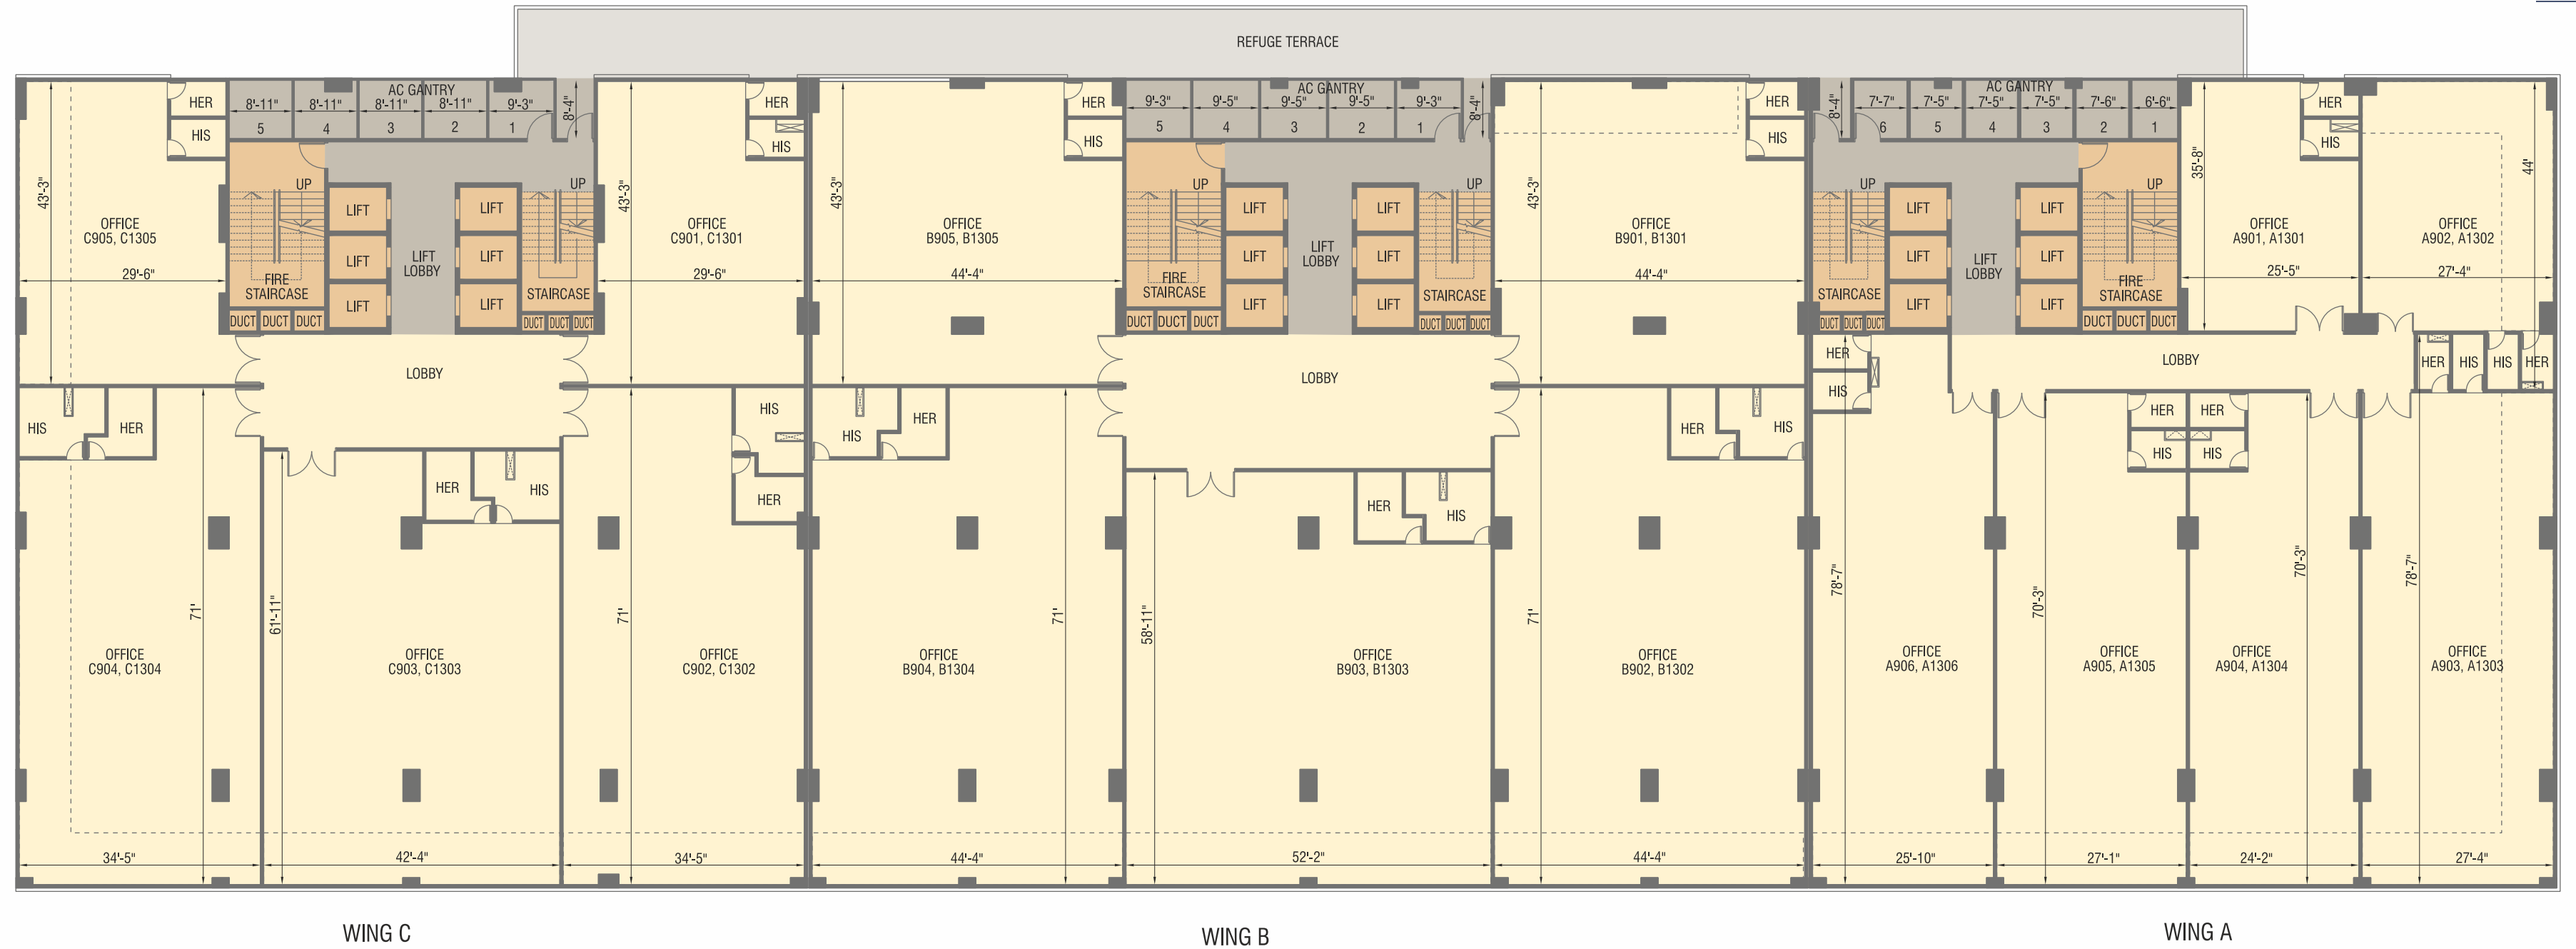 REFUGE TERRACE
AC GANTRY
8'-11"
8'-11"
8'-11"
8'-11"
9'-3"
8'-4"
5
4
3
2
1
HER
HIS
43'-3"
OFFICE
C905, C1305
29'-6"
UP
FIRE
STAIRCASE
DUCT
DUCT
DUCT
LIFT
LIFT
LIFT
LIFT
LOBBY
LIFT
LIFT
LIFT
UP
STAIRCASE
DUCT
DUCT
DUCT
HER
HIS
43'-3"
OFFICE
C901, C1301
29'-6"
LOBBY
HIS
HER
71'
OFFICE
C904, C1304
34'-5"
HER
HIS
61'-11"
OFFICE
C903, C1303
42'-4"
HIS
HER
71'
OFFICE
C902, C1302
34'-5"
WING C
AC GANTRY
9'-3"
9'-5"
9'-5"
9'-5"
9'-3"
8'-4"
5
4
3
2
1
HER
HIS
43'-3"
OFFICE
B905, B1305
44'-4"
UP
FIRE
STAIRCASE
DUCT
DUCT
DUCT
LIFT
LIFT
LIFT
LIFT
LOBBY
LIFT
LIFT
LIFT
UP
STAIRCASE
DUCT
DUCT
DUCT
HER
HIS
43'-3"
OFFICE
B901, B1301
44'-4"
LOBBY
HIS
HER
71'
OFFICE
B904, B1304
44'-4"
HER
HIS
58'-11"
OFFICE
B903, B1303
52'-2"
HER
HIS
71'
OFFICE
B902, B1302
44'-4"
WING B
AC GANTRY
8'-4"
7'-7"
7'-5"
7'-5"
7'-5"
7'-6"
6'-6"
6
5
4
3
2
1
UP
STAIRCASE
DUCT
DUCT
DUCT
LIFT
LIFT
LIFT
LIFT
LOBBY
LIFT
LIFT
LIFT
UP
FIRE
STAIRCASE
DUCT
DUCT
DUCT
HER
HIS
35'-8"
OFFICE
A901, A1301
25'-5"
44'
OFFICE
A902, A1302
27'-4"
LOBBY
HER
HIS
HIS
HER
HER
HIS
78'-7"
OFFICE
A906, A1306
25'-10"
HER
HIS
70'-3"
OFFICE
A905, A1305
27'-1"
HER
HIS
70'-3"
OFFICE
A904, A1304
24'-2"
78'-7"
OFFICE
A903, A1303
27'-4"
WING A